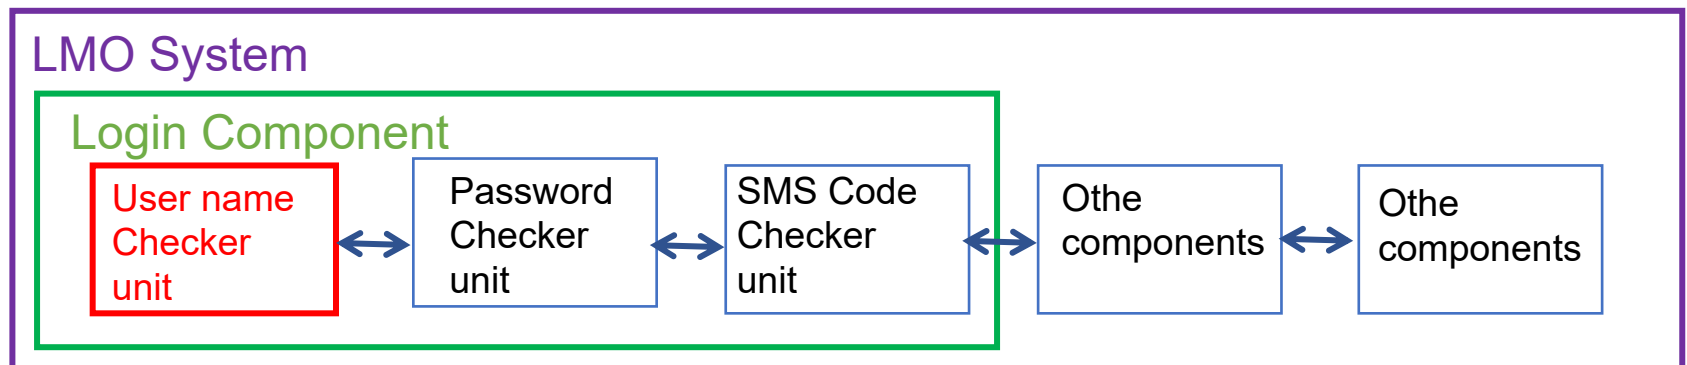 LMO System
Login Component
User name
Checker
unit
Password
Checker
unit
SMS Code
Checker
unit
Othe
components
Othe
components